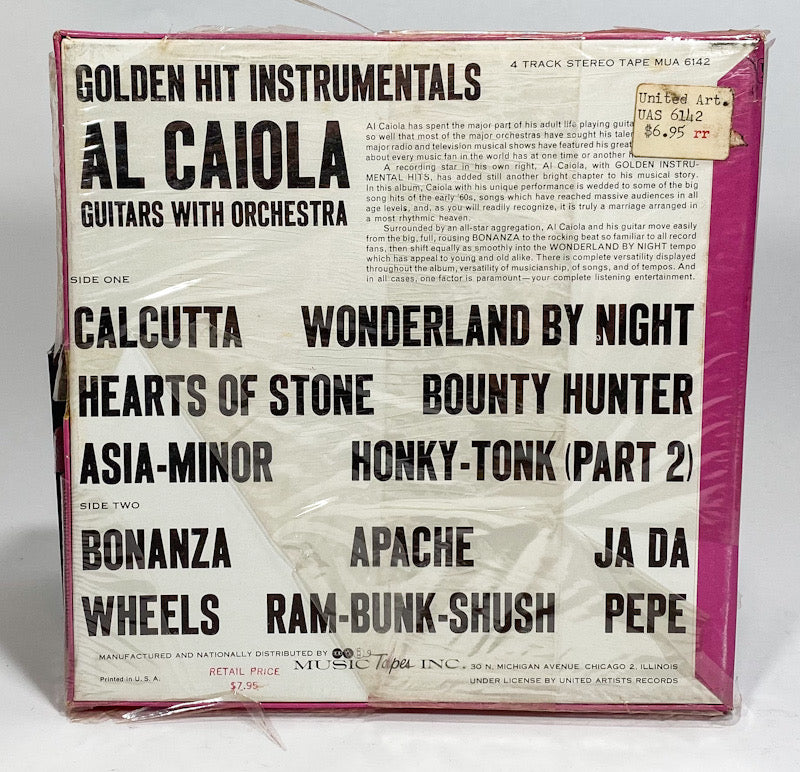 GOLDEN HIT INSTRUMENTALS
4 TRACK STEREO TAPE MUA 6142
United Art.
UAS 6142
$6.95 rr
AL CAIOLA
GUITARS WITH ORCHESTRA
Al Caiola has spent the major part of his adult life playing
so well that most of the major orchestras have sought his
major radio and television musical shows have featured his
about every music fan in the world has at one time or another
A recording star in his own right, Al Caiola, with GOLDEN INSTRU-
MENTAL HITS, has added still another bright chapter to his musical story.
In this album, Caiola with his unique performance is wedded to some of the big
song hits of the early '60s, songs which have reached massive audiences in all
age levels, and, as you will readily recognize, it is truly a marriage arranged in
a most rhythmic heaven.
Surrounded by an all-star aggregation, Al Caiola and his guitar move easily
from the big, full, rousing BONANZA to the rocking beat so familiar to all record
fans, then shift equally as smoothly into the WONDERLAND BY NIGHT tempo
which has appeal to young and old alike. There is complete versatility displayed
throughout the album, versatility of musicianship, of songs, and of tempos. And
in all cases, one factor is paramount—your complete listening entertainment.
SIDE ONE
CALCUTTA WONDERLAND BY NIGHT
HEARTS OF STONE BOUNTY HUNTER
ASIA-MINOR HONKY-TONK (PART 2)
SIDE TWO
BONANZA APACHE JA DA
WHEELS RAM-BUNK-SHUSH PEPE
MANUFACTURED AND NATIONALLY DISTRIBUTED BY
MUSIC Tapes INC. 30 N. MICHIGAN AVENUE, CHICAGO 2, ILLINOIS
Printed in U. S. A.
RETAIL PRICE
$7.95
UNDER LICENSE BY UNITED ARTISTS RECORDS